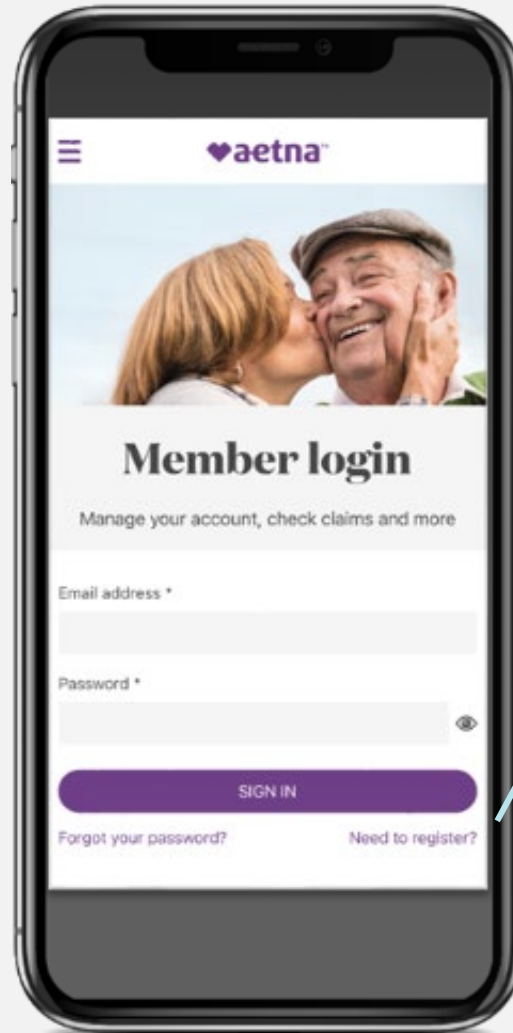 aetna™
Member login
Manage your account, check claims and more
Email address *
Password *
SIGN IN
Forgot your password? Need to register?